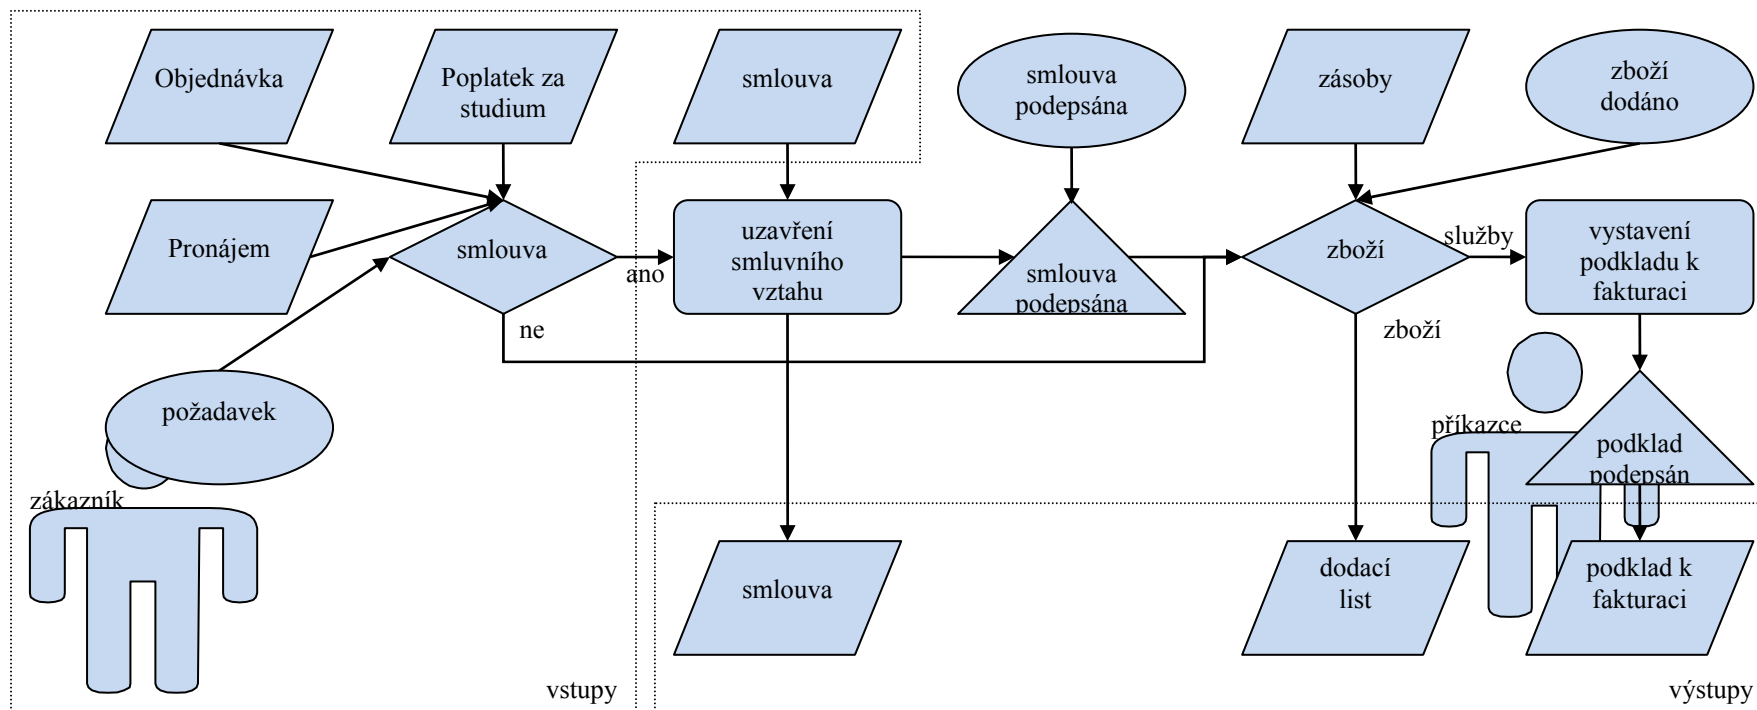 Objednávka
Poplatek za
studium
smlouva
smlouva
podepsána
zásoby
zboží
dodáno
Pronájem
smlouva
ano
ne
uzavření
smluvního
vztahu
smlouva
podepsána
zboží
služby
zboží
vystavení
podkladu k
fakturaci
požadavek
zákazník
příkazce
podklad
podepsán
smlouva
dodací
list
podklad k
fakturaci
vstupy
výstupy